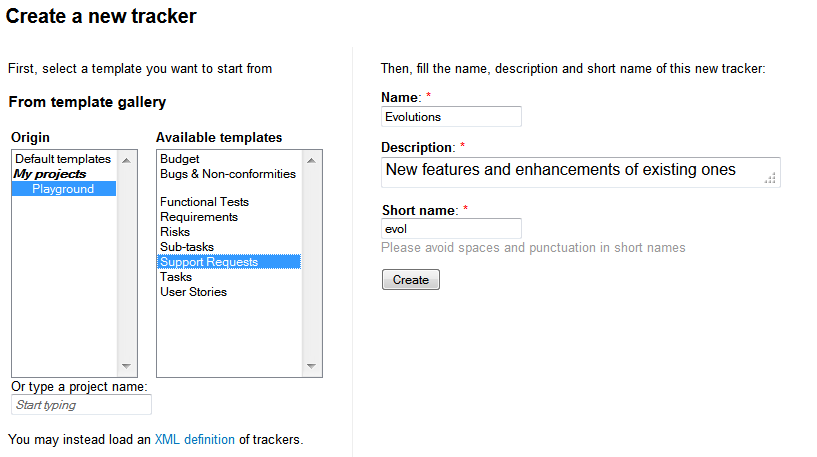 Create a new tracker
First, select a template you want to start from
From template gallery
Origin
Available templates
Default templates
My projects
Playground
Budget
Bugs & Non-conformities
Functional Tests
Requirements
Risks
Sub-tasks
Support Requests
Tasks
User Stories
Or type a project name:
Start typing
You may instead load an XML definition of trackers.
Then, fill the name, description and short name of this new tracker:
Name: *
Evolutions
Description: *
New features and enhancements of existing ones
Short name: *
evol
Please avoid spaces and punctuation in short names
Create